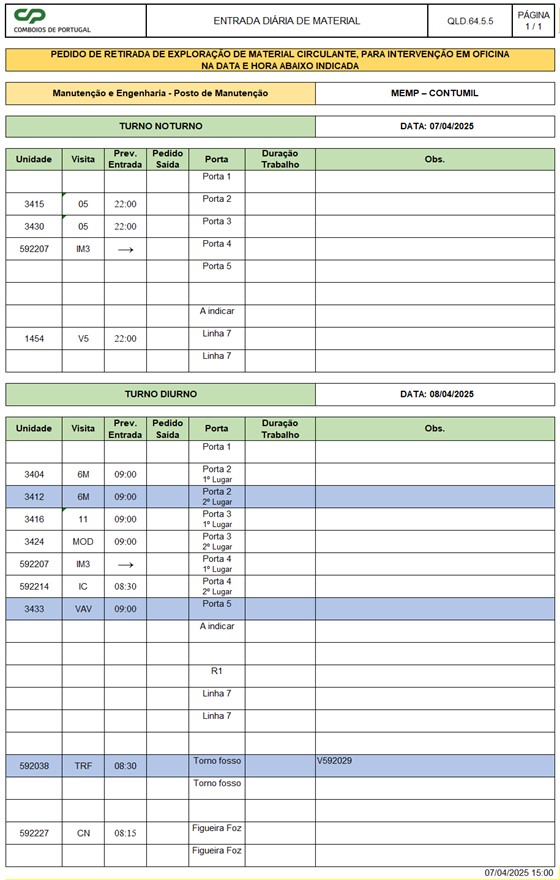 CP
COMBOIOS DE PORTUGAL
ENTRADA DIÁRIA DE MATERIAL
QLD.64.5.5
PÁGINA
1 / 1
PEDIDO DE RETIRADA DE EXPLORAÇÃO DE MATERIAL CIRCULANTE, PARA INTERVENÇÃO EM OFICINA
NA DATA E HORA ABAIXO INDICADA
Manutenção e Engenharia - Posto de Manutenção MEMP – CONTUMIL
TURNO NOTURNO DATA: 07/04/2025
Unidade Visita Prev. Entrada Pedido Saída Porta Duração Trabalho Obs.
Porta 1
3415 05 22:00 Porta 2
3430 05 22:00 Porta 3
592207 IM3 → Porta 4
Porta 5
A indicar
1454 V5 22:00 Linha 7
Linha 7
TURNO DIURNO DATA: 08/04/2025
Unidade Visita Prev. Entrada Pedido Saída Porta Duração Trabalho Obs.
Porta 1
3404 6M 09:00 Porta 2 1º Lugar
3412 6M 09:00 Porta 2 2º Lugar
3416 11 09:00 Porta 3 1º Lugar
3424 MOD 09:00 Porta 3 2º Lugar
592207 IM3 → Porta 4 1º Lugar
592214 IC 08:30 Porta 4 2º Lugar
3433 VAV 09:00 Porta 5
A indicar
R1
Linha 7
Linha 7
592038 TRF 08:30 Torno fosso V592029
Torno fosso
592227 CN 08:15 Figueira Foz
Figueira Foz
07/04/2025 15:00